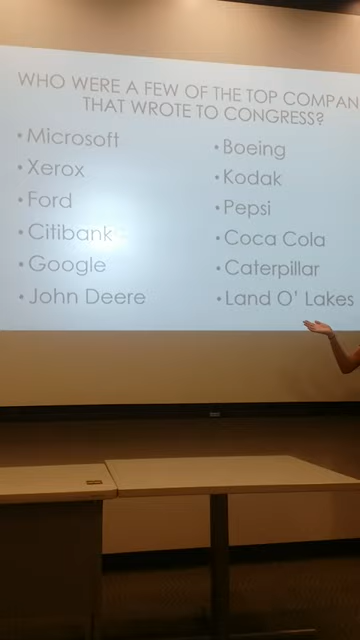 WHO WERE A FEW OF THE TOP COMPAN
THAT WROTE TO CONGRESS?
• Microsoft
• Xerox
• Ford
• Citibank
• Google
• John Deere
• Boeing
• Kodak
• Pepsi
• Coca Cola
• Caterpillar
• Land O' Lakes